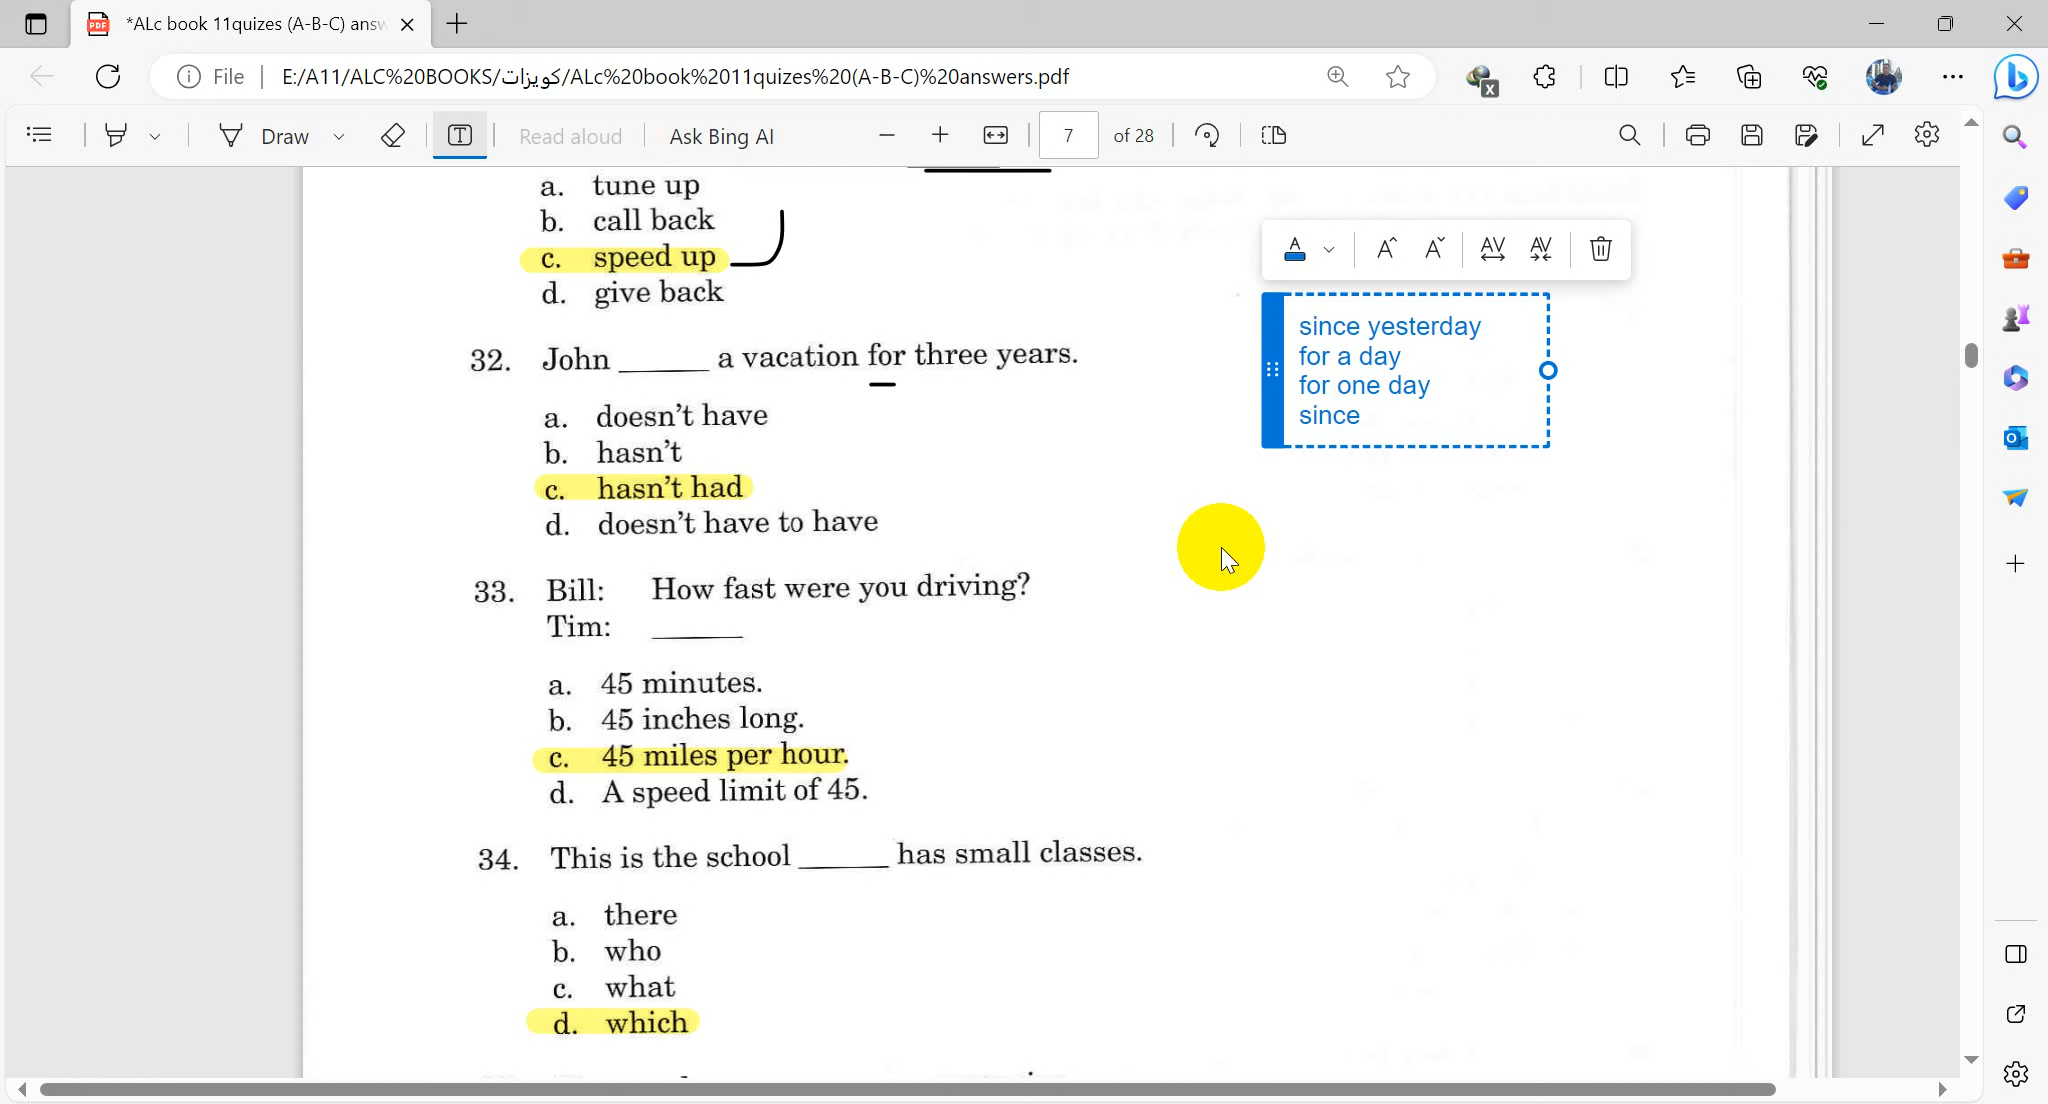 *ALc book 11quizes (A-B-C) answ
File
E:/A11/ALC%20BOOKS/كويزات/ALc%20book%2011quizes%20(A-B-C)%20answers.pdf
Draw
Read aloud
Ask Bing AI
7
of 28
a. tune up
b. call back
c. speed up
d. give back
since yesterday
for a day
for one day
since
32. John ______ a vacation for three years.
a. doesn't have
b. hasn't
c. hasn't had
d. doesn't have to have
33. Bill: How fast were you driving?
Tim: ______
a. 45 minutes.
b. 45 inches long.
c. 45 miles per hour.
d. A speed limit of 45.
34. This is the school ______ has small classes.
a. there
b. who
c. what
d. which